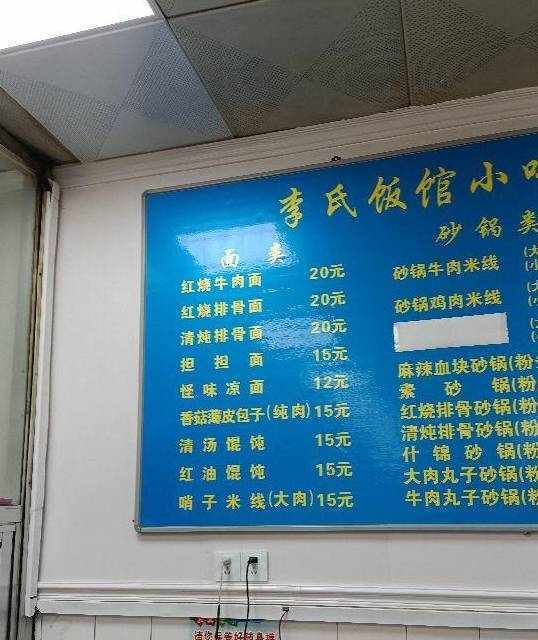 李氏饭馆小吃
面类
红烧牛肉面 20元
红烧排骨面 20元
清炖排骨面 20元
担担面 15元
怪味凉面 12元
香菇薄皮包子(纯肉) 15元
清汤馄饨 15元
红油馄饨 15元
哨子米线(大肉) 15元
砂锅类
砂锅牛肉米线
砂锅鸡肉米线
麻辣血块砂锅(粉
素砂锅(粉
红烧排骨砂锅(粉
清炖排骨砂锅(粉
什锦砂锅(粉
大肉丸子砂锅(粉
牛肉丸子砂锅(粉